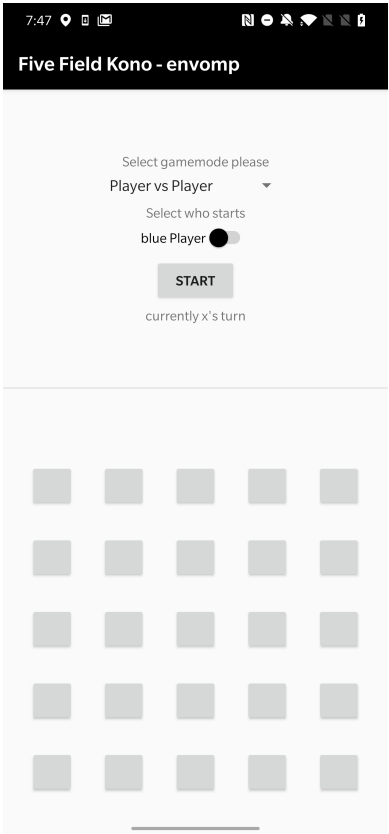 7:47
Five Field Kono - envomp
Select gamemode please
Player vs Player
Select who starts
blue Player
START
currently x's turn